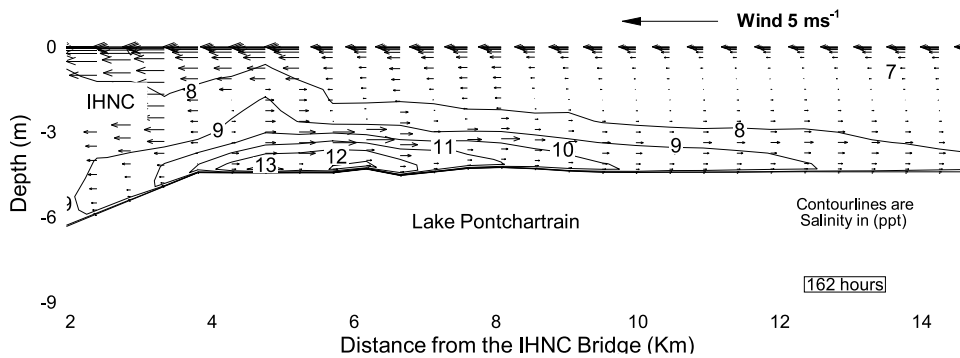 Wind 5 ms-1
0
7
8
IHNC
-3
9
8
11
10
9
13
12
Depth (m)
9
-6
Lake Pontchartrain
Contourlines are
Salinity in (ppt)
162 hours
-9
2 4 6 8 10 12 14
Distance from the IHNC Bridge (Km)